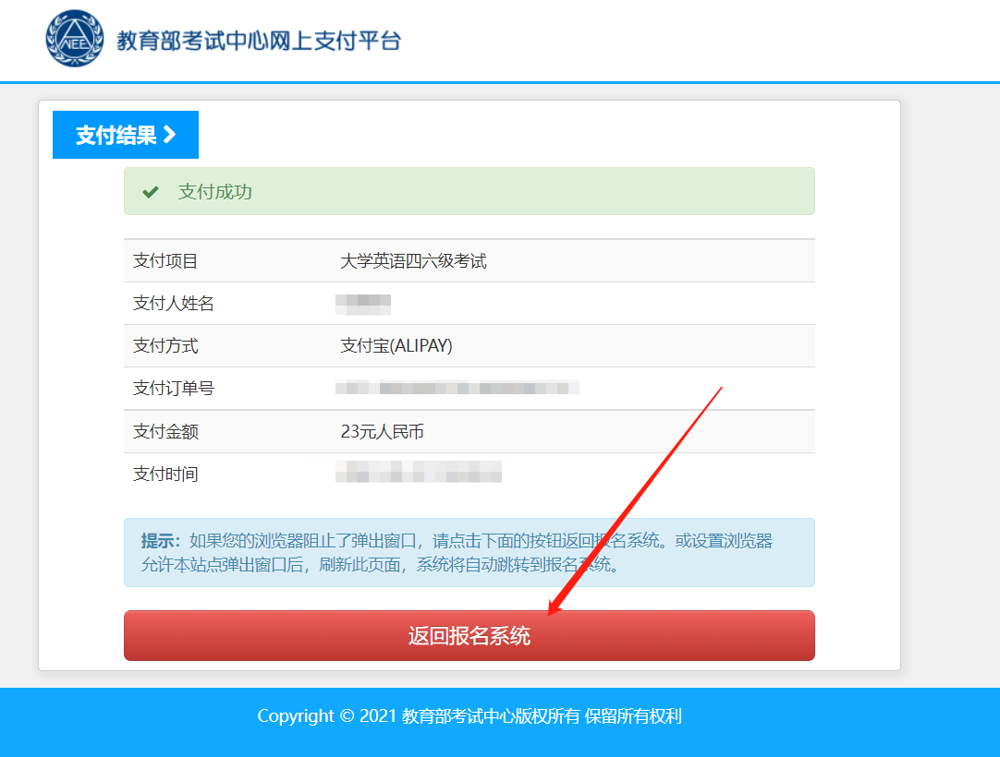 NEE
教育部考试中心网上支付平台
支付结果
支付成功
支付项目 大学英语四六级考试
支付人姓名
支付方式 支付宝(ALIPAY)
支付订单号
支付金额 23元人民币
支付时间
提示：如果您的浏览器阻止了弹出窗口，请点击下面的按钮返回报名系统。或设置浏览器
允许本站点弹出窗口后，刷新此页面，系统将自动跳转到报名系统。
返回报名系统
Copyright © 2021 教育部考试中心版权所有 保留所有权利